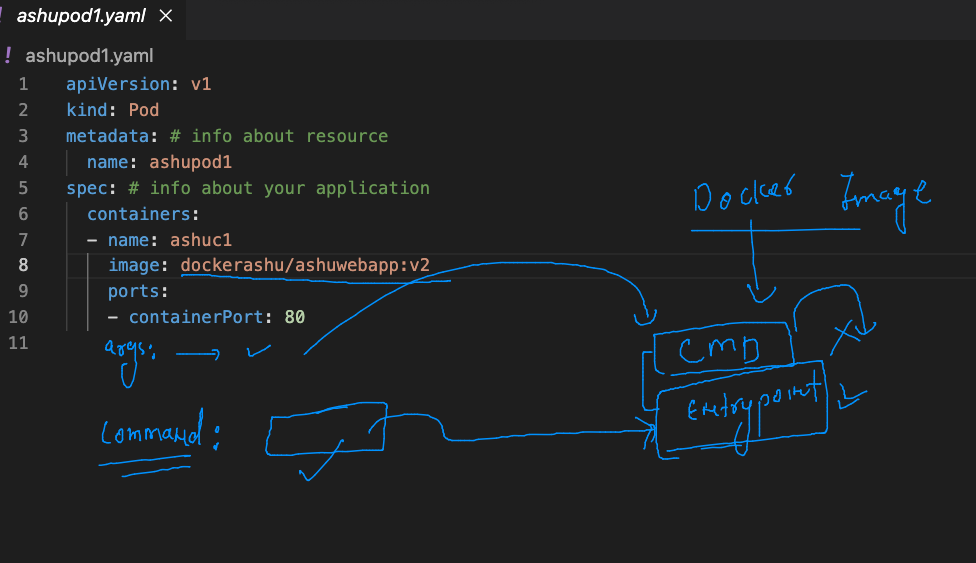 ! ashupod1.yaml ×
! ashupod1.yaml
1 apiVersion: v1
2 kind: Pod
3 metadata: # info about resource
4 name: ashupod1
5 spec: # info about your application
6 containers:
7 - name: ashuc1
8 image: dockerashu/ashuwebapp:v2
9 ports:
10 - containerPort: 80
11
Docker Image
args:
CMD
Entrypoint
Command: